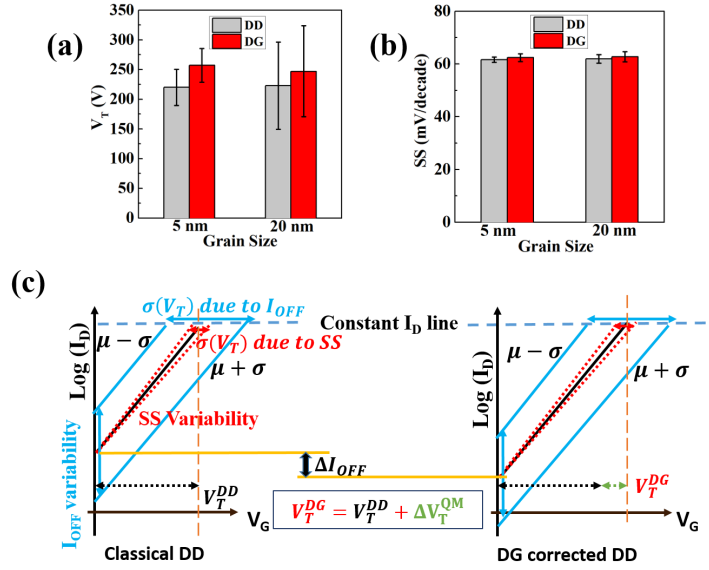 (a)
DD
DG
V_T (V)
350
300
250
200
150
100
50
0
5 nm
20 nm
Grain Size
(b)
DD
DG
SS (mV/decade)
80
60
40
20
0
5 nm
20 nm
Grain Size
(c)
σ(V_T) due to I_OFF
Constant I_D line
μ − σ
σ(V_T) due to SS
μ + σ
Log (I_D)
SS Variability
I_OFF variability
ΔI_OFF
V_T^DD
V_T^DG = V_T^DD + ΔV_T^QM
V_G
Classical DD
Log (I_D)
μ − σ
μ + σ
V_T^DG
V_G
DG corrected DD